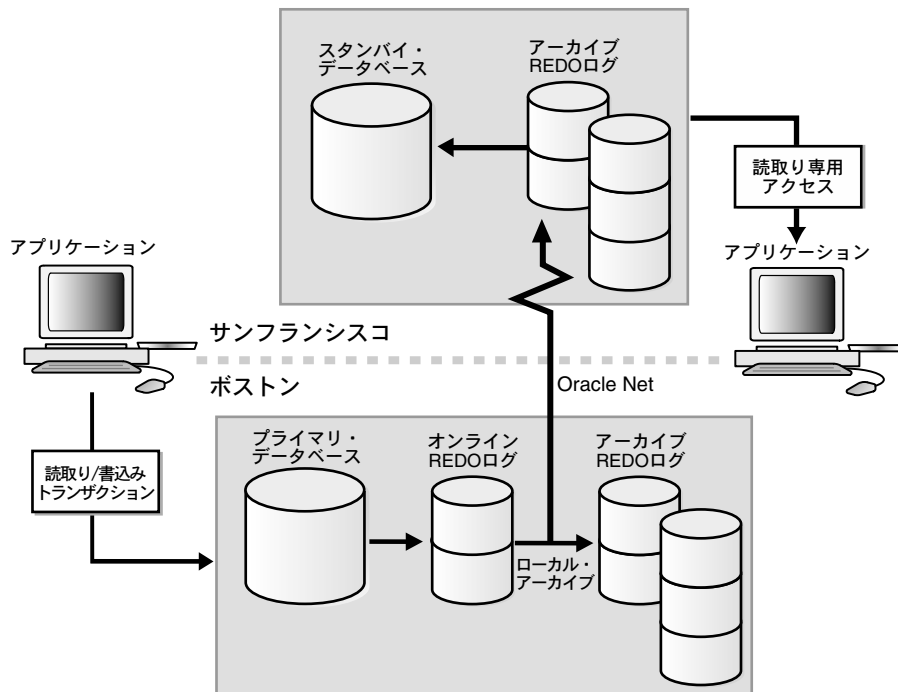 スタンバイ・
データベース
アーカイブ
REDOログ
読取り専用
アクセス
アプリケーション
アプリケーション
サンフランシスコ
ボストン
Oracle Net
プライマリ・
データベース
オンライン
REDOログ
アーカイブ
REDOログ
読取り/書込み
トランザクション
ローカル・
アーカイブ